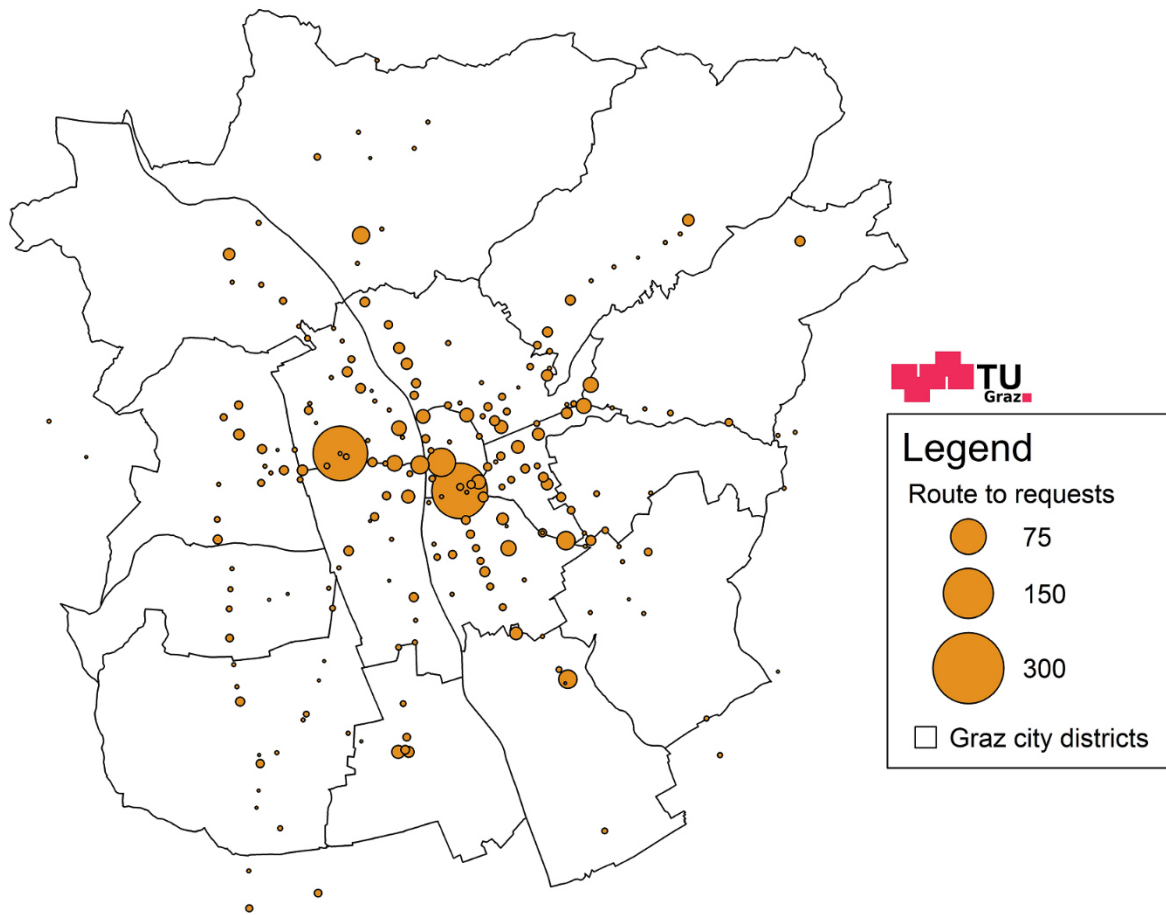 TU
Graz
Legend
Route to requests
75
150
300
Graz city districts